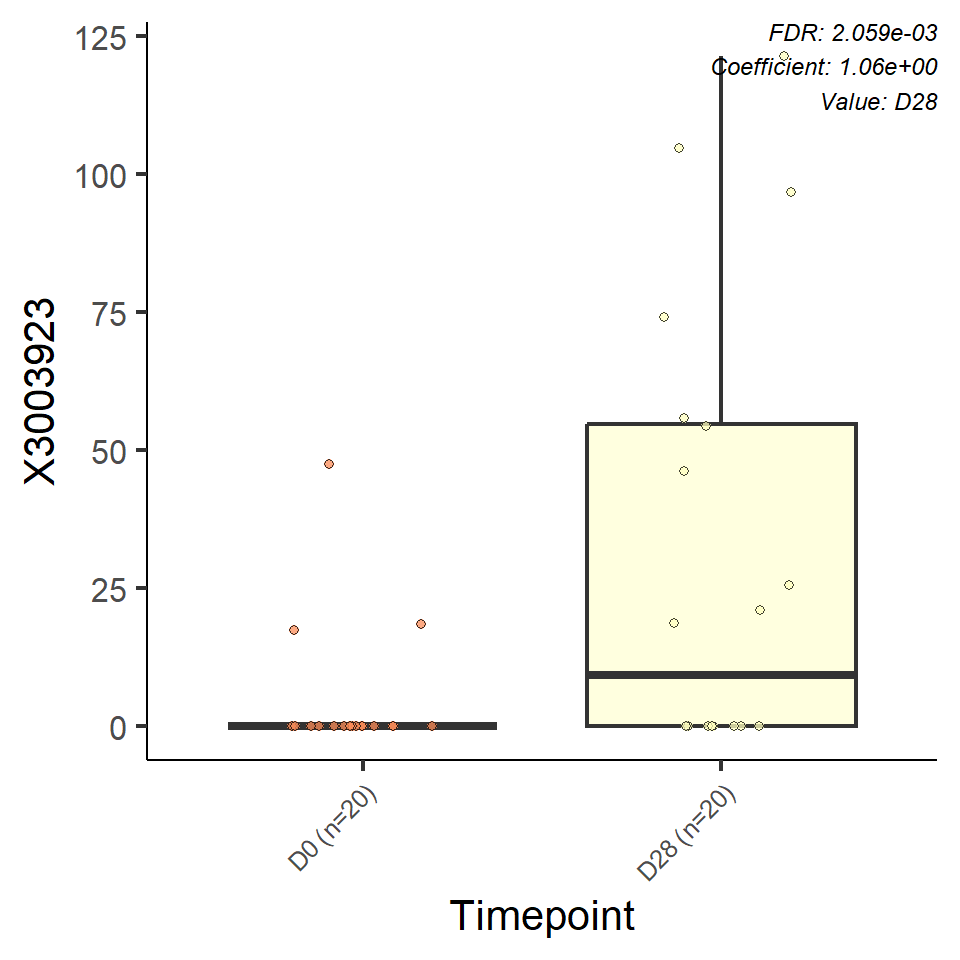 FDR: 2.059e-03
Coefficient: 1.06e+00
Value: D28
125
100
75
50
25
0
X3003923
D0 (n=20)
D28 (n=20)
Timepoint